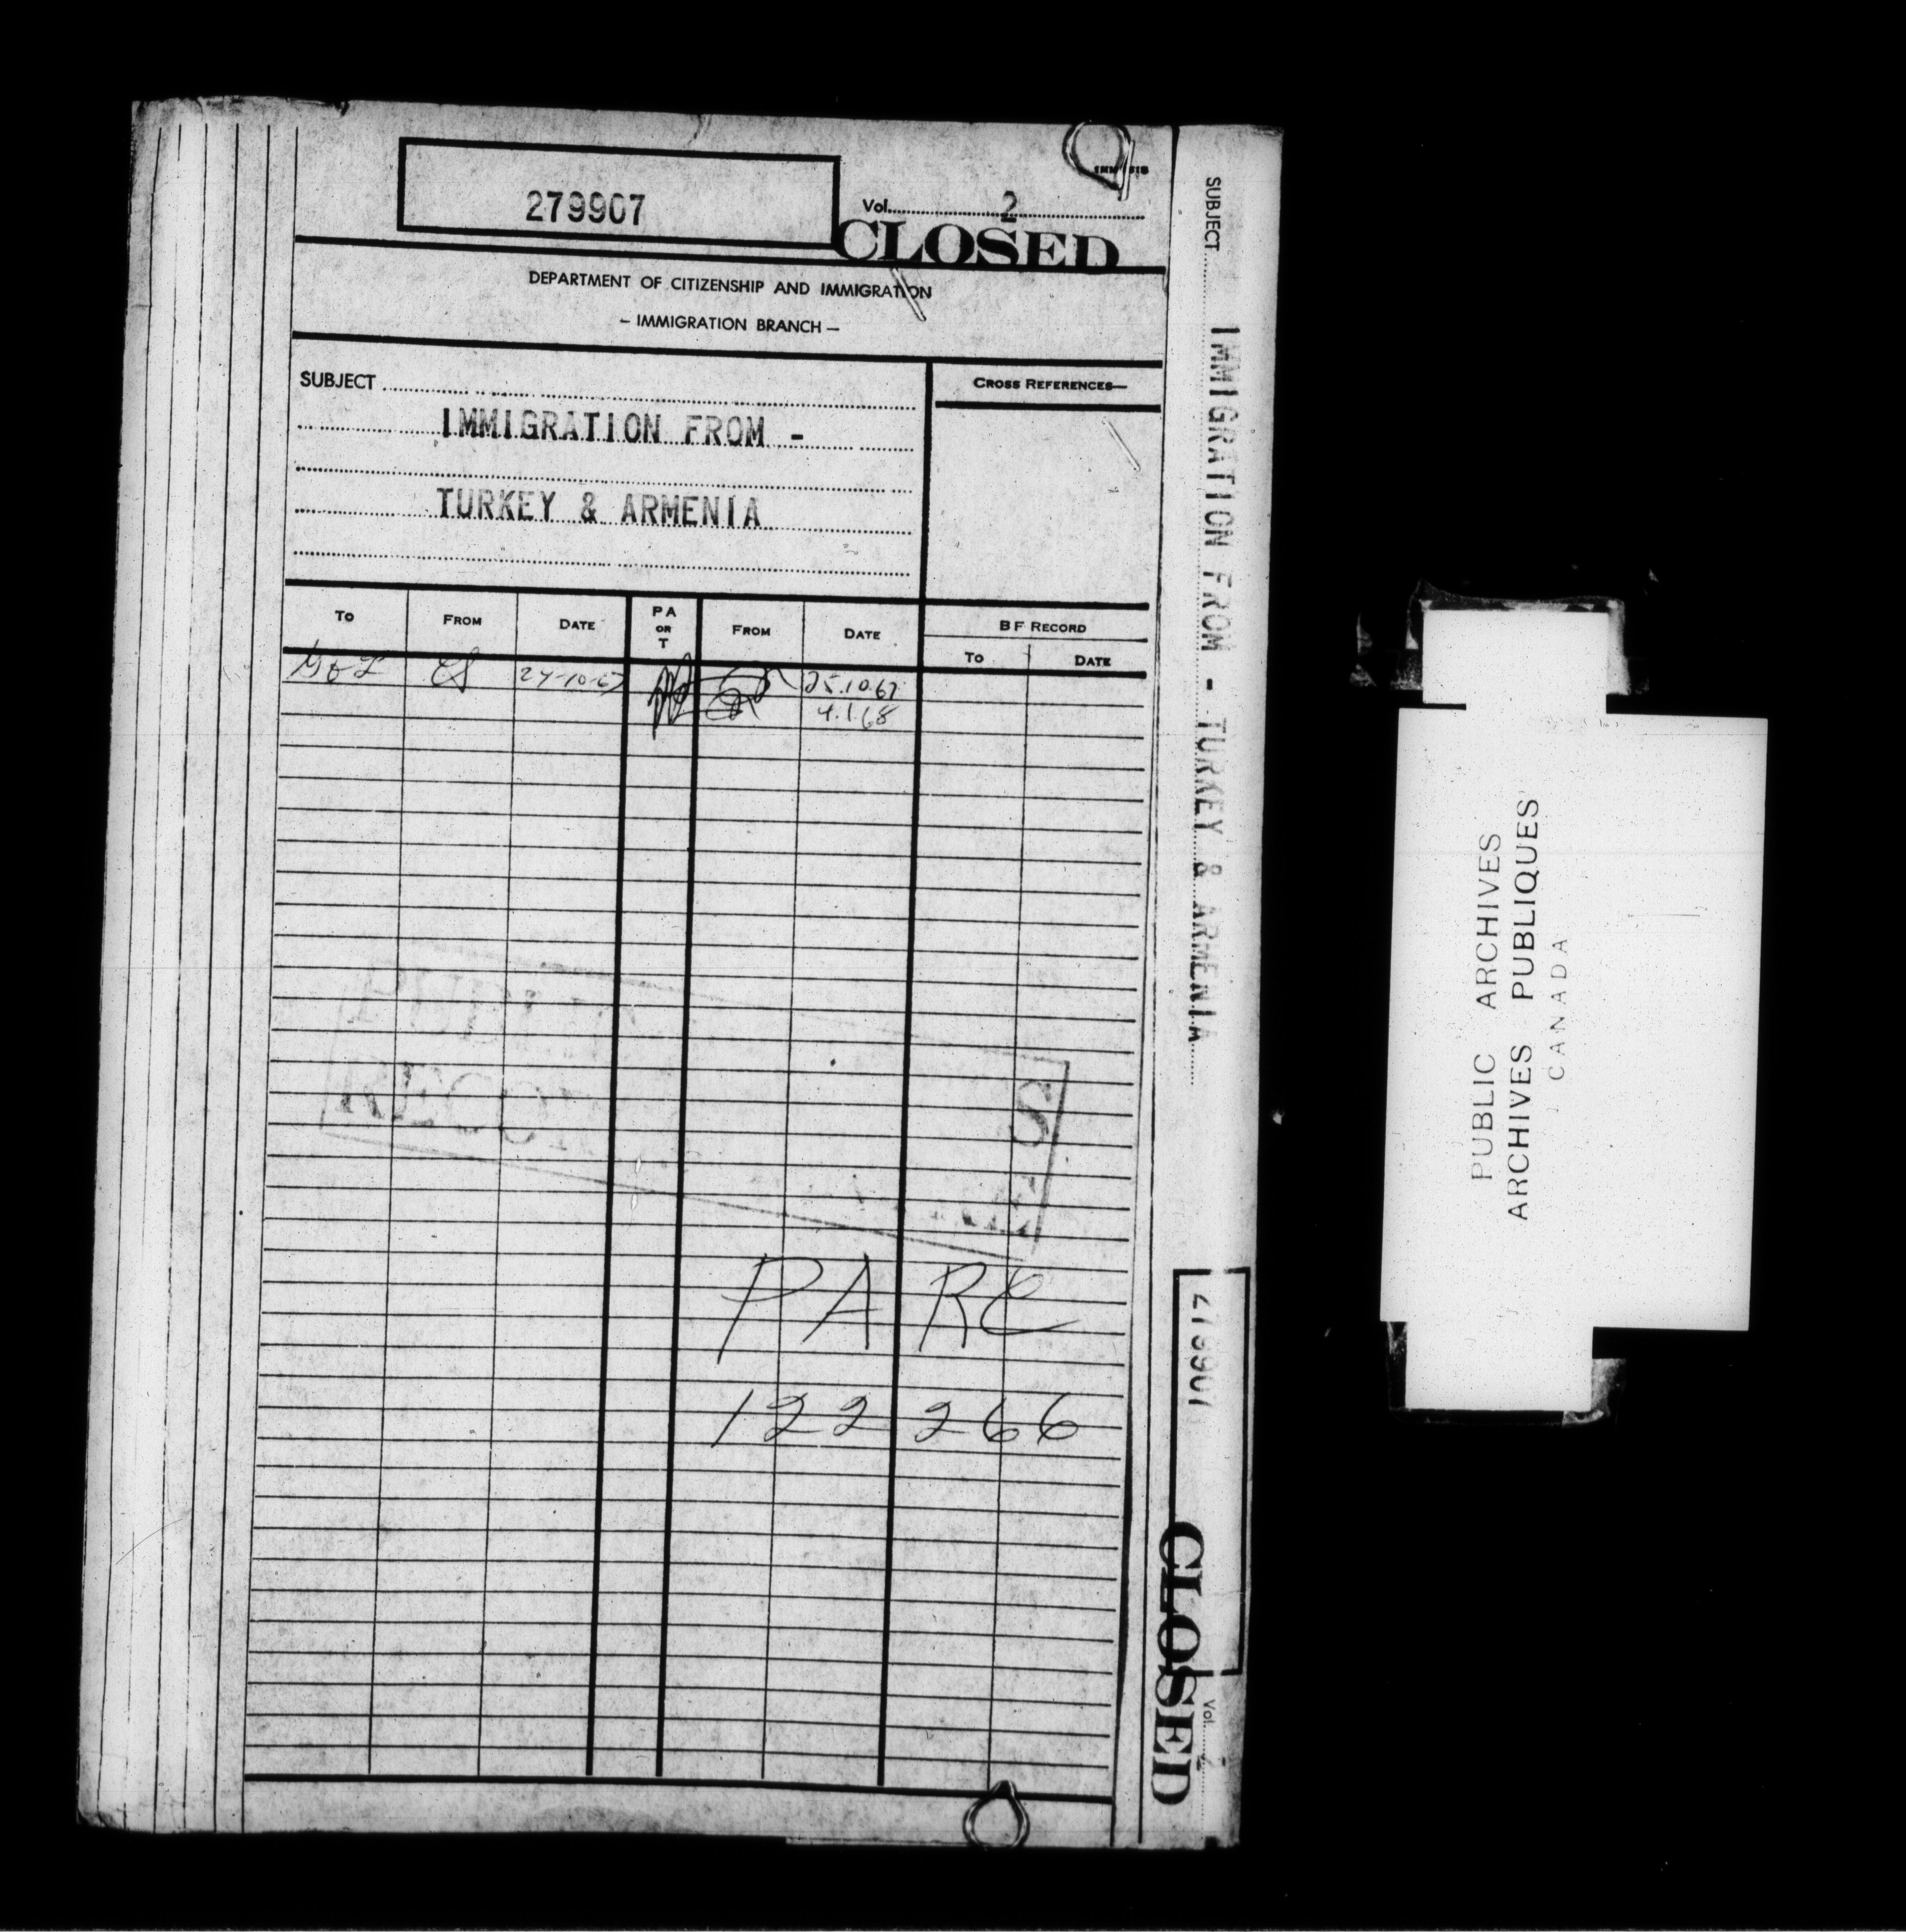 279907
Vol. 2
CLOSED
DEPARTMENT OF CITIZENSHIP AND IMMIGRATION
– IMMIGRATION BRANCH –
SUBJECT
IMMIGRATION FROM -
TURKEY & ARMENIA
CROSS REFERENCES—
TO FROM DATE PA OR T FROM DATE B F RECORD
TO DATE
24-10-67 25.10.67
4.1.68
PARC
122266
SUBJECT IMMIGRATION FROM - TURKEY & ARMENIA
279907
CLOSED
Vol. 2
PUBLIC ARCHIVES
ARCHIVES PUBLIQUES
CANADA